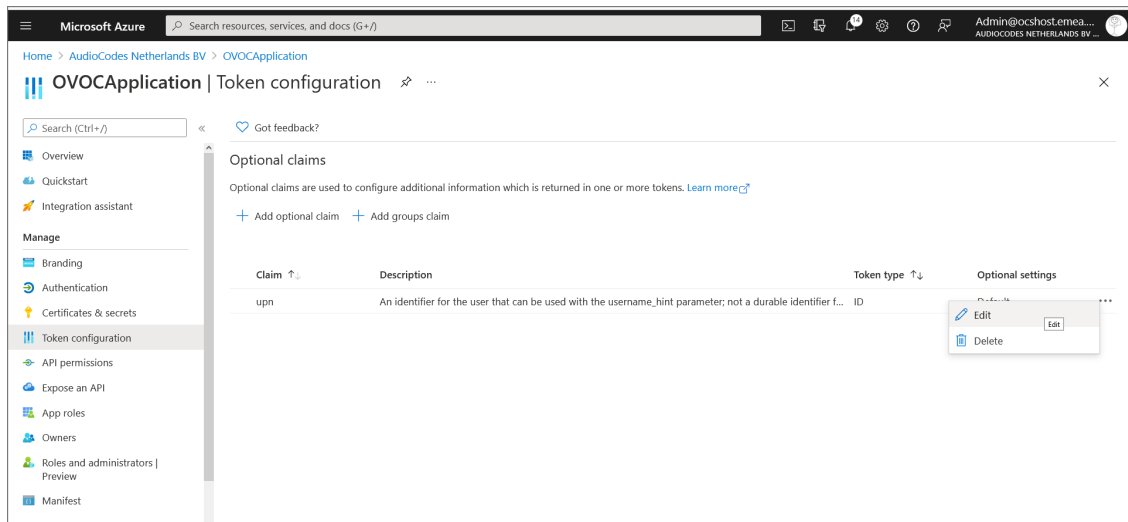 Microsoft Azure
Search resources, services, and docs (G+/)
14
Admin@ocshost.emea....
AUDIOCODES NETHERLANDS BV ...
Home > AudioCodes Netherlands BV > OVOCApplication
OVOCApplication | Token configuration
Search (Ctrl+/)
Got feedback?
Overview
Quickstart
Integration assistant
Manage
Branding
Authentication
Certificates & secrets
Token configuration
API permissions
Expose an API
App roles
Owners
Roles and administrators |
Preview
Manifest
Optional claims
Optional claims are used to configure additional information which is returned in one or more tokens. Learn more
Add optional claim Add groups claim
Claim Description Token type Optional settings
upn An identifier for the user that can be used with the username_hint parameter; not a durable identifier f... ID Default
Edit
Edit
Delete